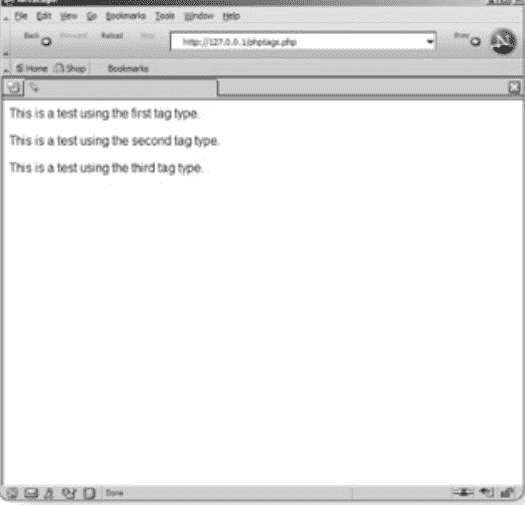 File Edit View Go Bookmarks Tools Window Help
Back Forward Reload Stop http://127.0.0.1/phptags.php Print
Home Shop Bookmarks
This is a test using the first tag type.
This is a test using the second tag type.
This is a test using the third tag type.
Done